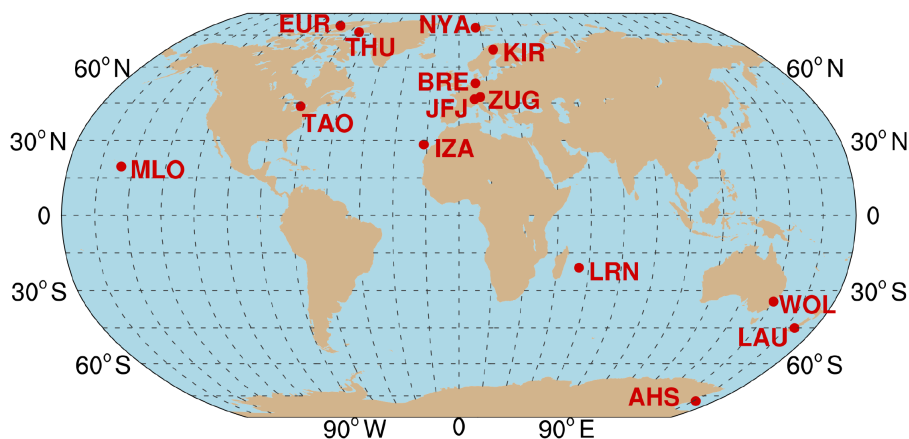 EUR
NYA
THU
KIR
60°N
60°N
BRE
ZUG
JFJ
TAO
30°N
30°N
IZA
MLO
0
0
LRN
30°S
30°S
WOL
LAU
60°S
60°S
AHS
90°W
0
90°E